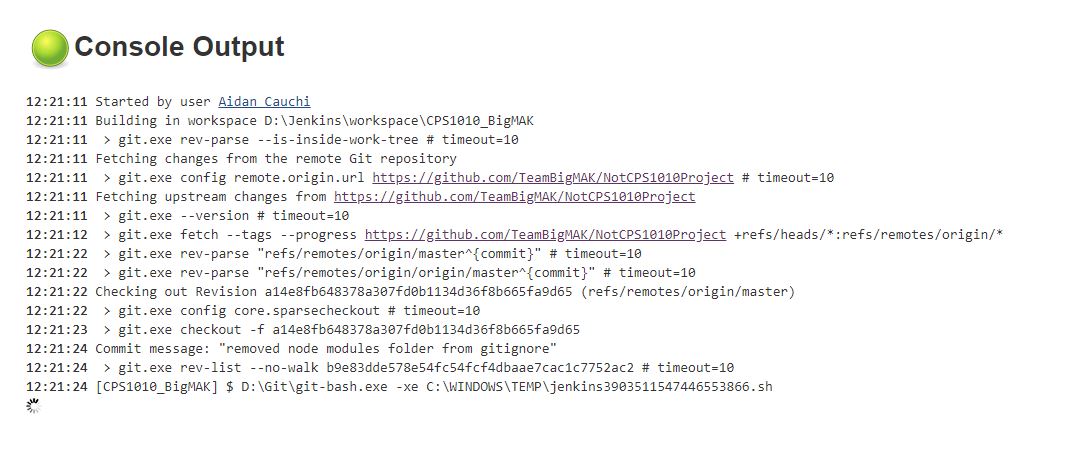 Console Output
12:21:11 Started by user Aidan Cauchi
12:21:11 Building in workspace D:\Jenkins\workspace\CPS1010_BigMAK
12:21:11  > git.exe rev-parse --is-inside-work-tree # timeout=10
12:21:11 Fetching changes from the remote Git repository
12:21:11  > git.exe config remote.origin.url https://github.com/TeamBigMAK/NotCPS1010Project # timeout=10
12:21:11 Fetching upstream changes from https://github.com/TeamBigMAK/NotCPS1010Project
12:21:11  > git.exe --version # timeout=10
12:21:12  > git.exe fetch --tags --progress https://github.com/TeamBigMAK/NotCPS1010Project +refs/heads/*:refs/remotes/origin/*
12:21:22  > git.exe rev-parse "refs/remotes/origin/master^{commit}" # timeout=10
12:21:22  > git.exe rev-parse "refs/remotes/origin/origin/master^{commit}" # timeout=10
12:21:22 Checking out Revision a14e8fb648378a307fd0b1134d36f8b665fa9d65 (refs/remotes/origin/master)
12:21:22  > git.exe config core.sparsecheckout # timeout=10
12:21:23  > git.exe checkout -f a14e8fb648378a307fd0b1134d36f8b665fa9d65
12:21:24 Commit message: "removed node modules folder from gitignore"
12:21:24  > git.exe rev-list --no-walk b9e83dde578e54fc54fcf4dbaae7cac1c7752ac2 # timeout=10
12:21:24 [CPS1010_BigMAK] $ D:\Git\git-bash.exe -xe C:\WINDOWS\TEMP\jenkins3903511547446553866.sh